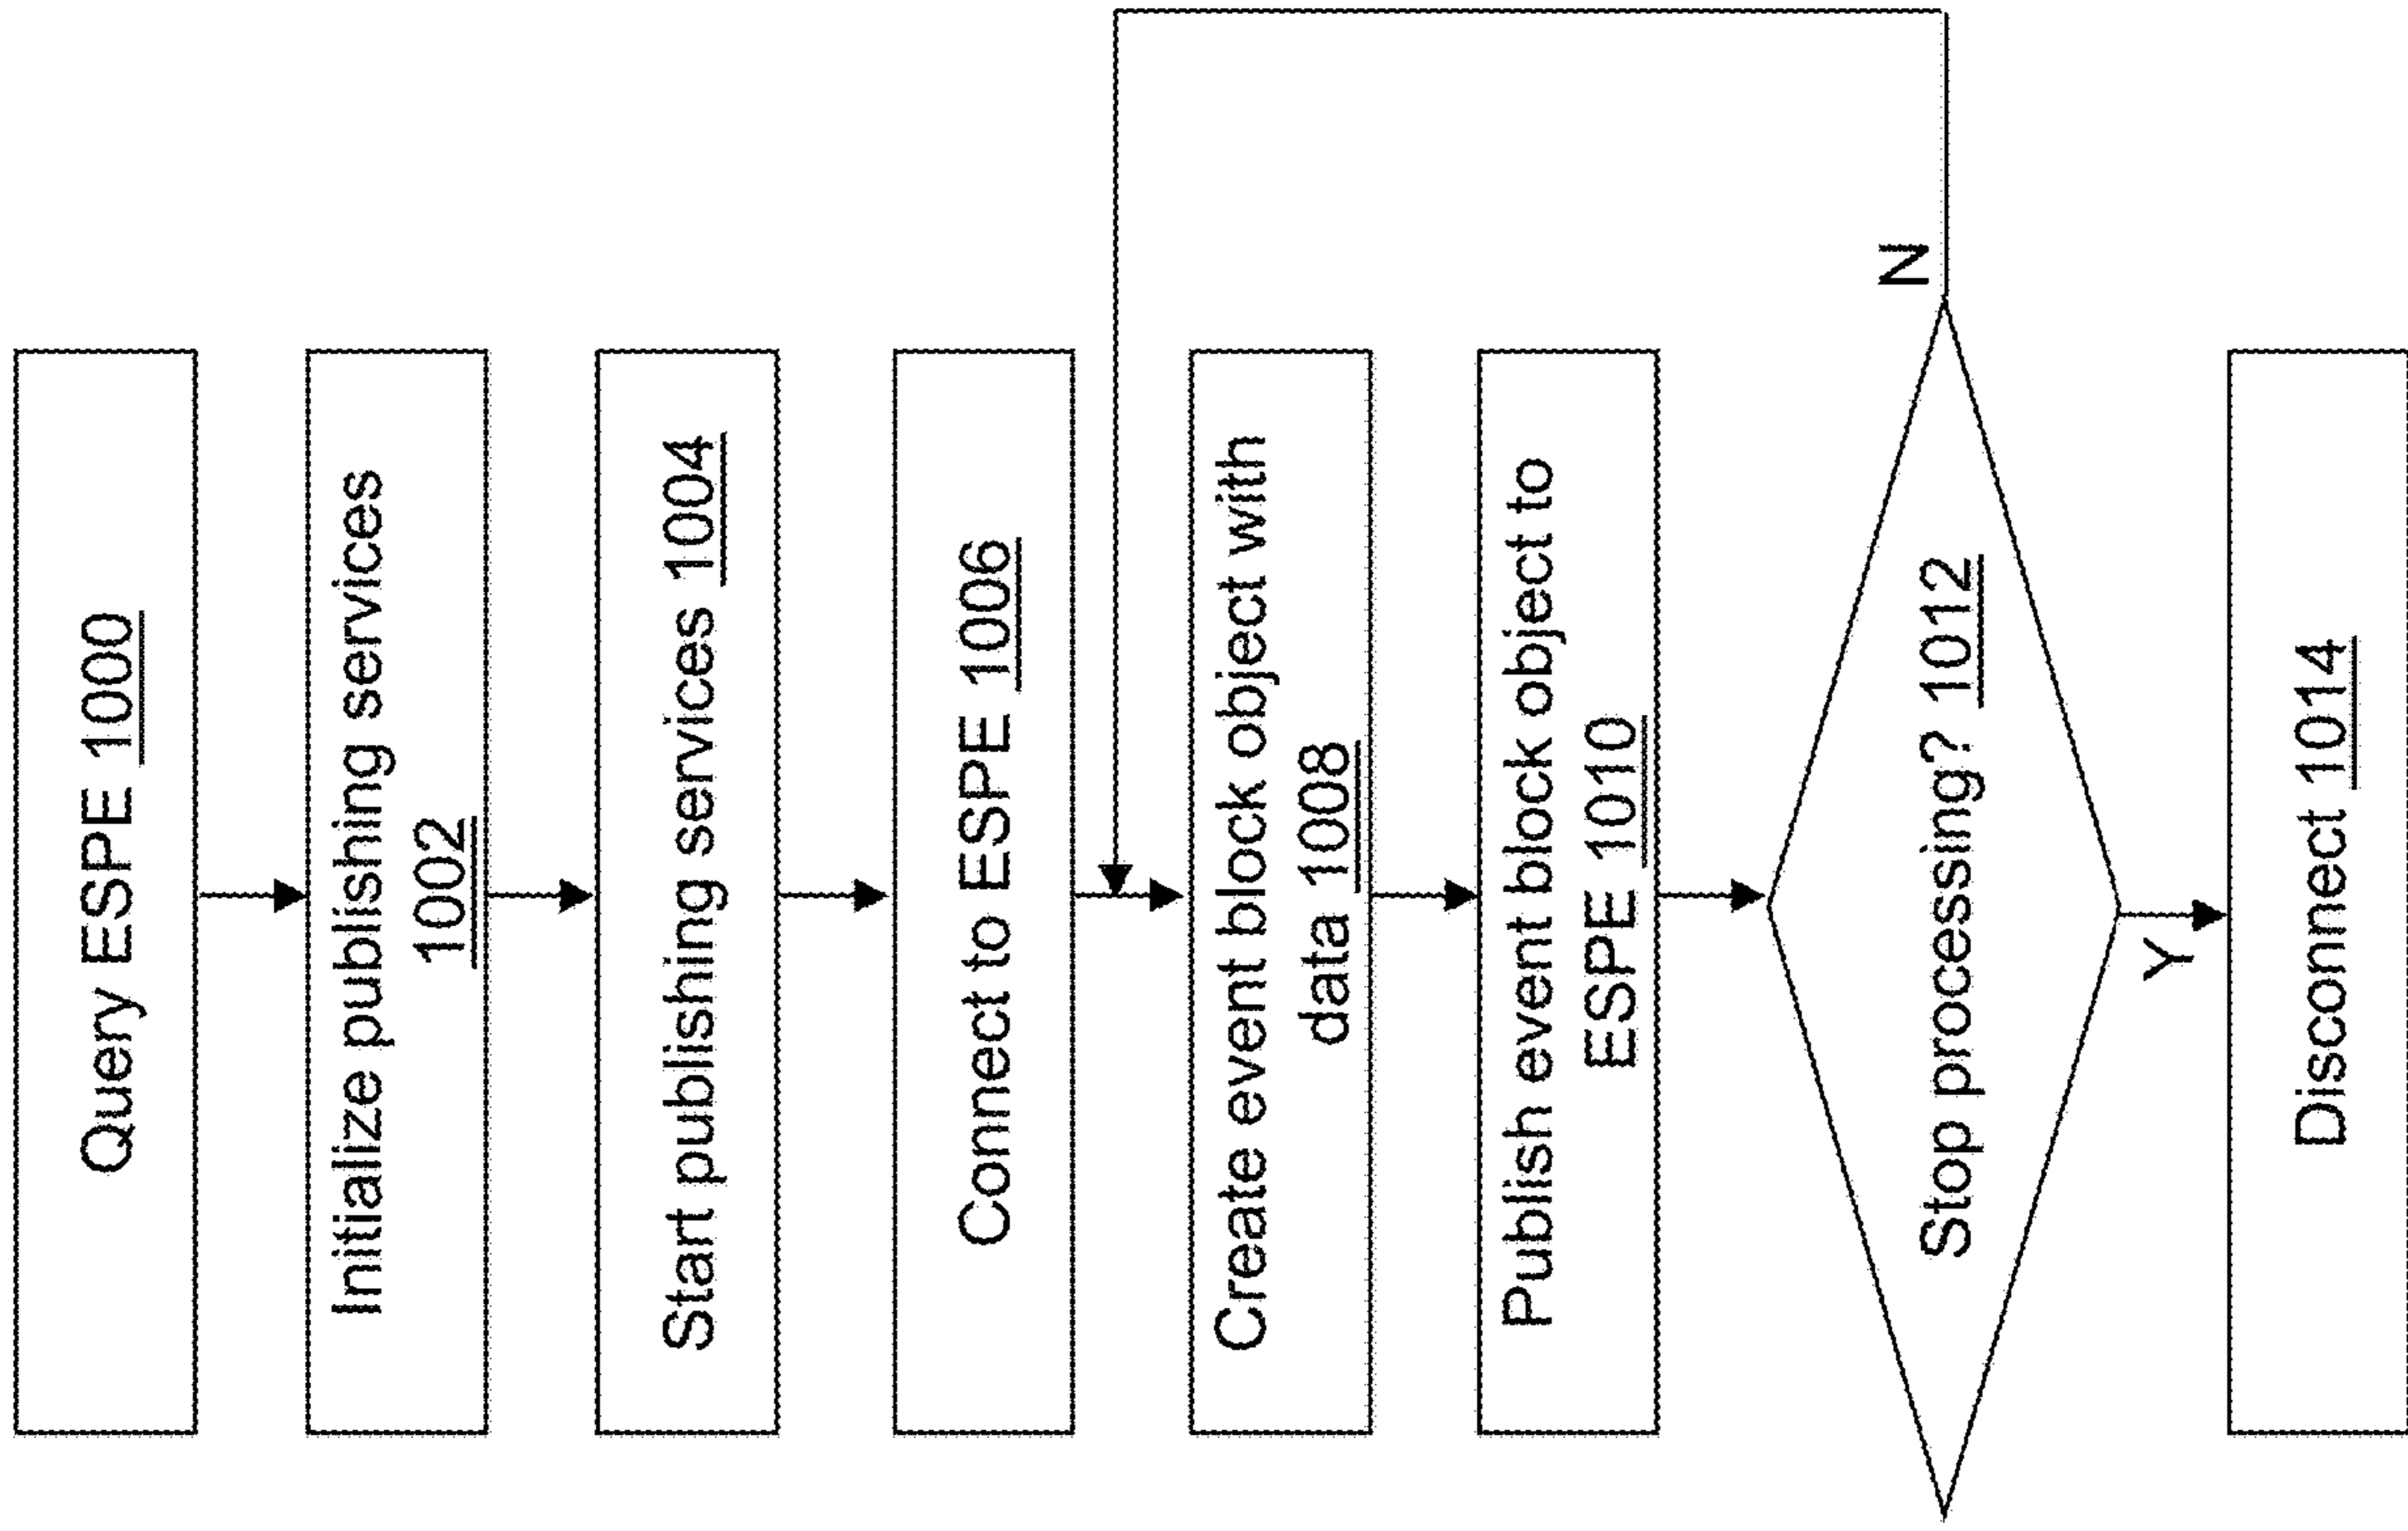 Query ESPE 1000
Initialize publishing services
1002
Start publishing services 1004
Connect to ESPE 1006
Create event block object with
data 1008
Publish event block object to
ESPE 1010
Stop processing? 1012
N
Y
Disconnect 1014